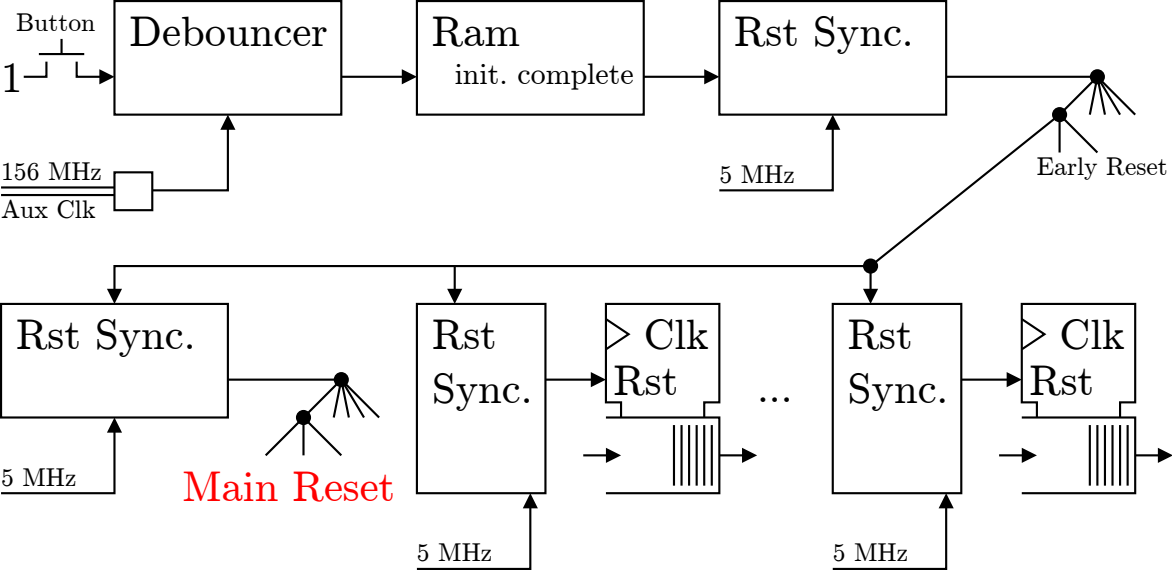 Button
1
Debouncer
Ram
init. complete
Rst Sync.
156 MHz
Aux Clk
5 MHz
Early Reset
Rst Sync.
5 MHz
Main Reset
Rst
Sync.
5 MHz
Clk
Rst
...
Rst
Sync.
5 MHz
Clk
Rst